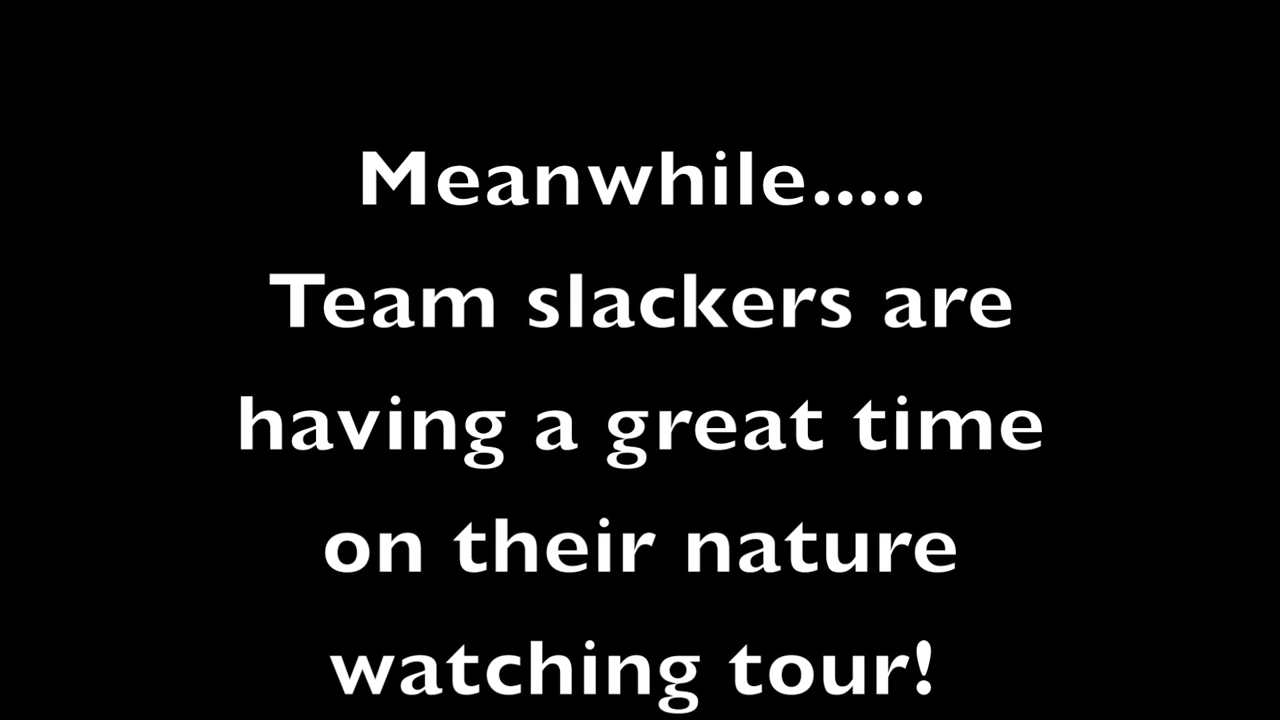 Meanwhile.....
Team slackers are
having a great time
on their nature
watching tour!